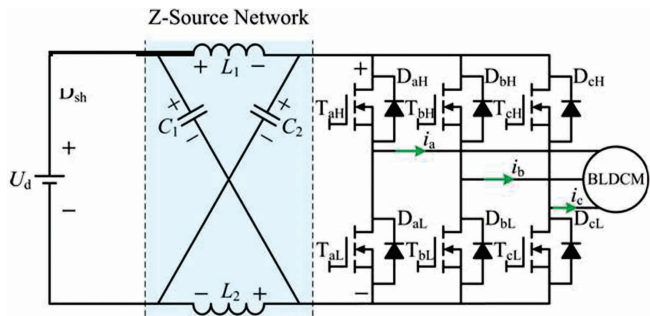 Z-Source Network
+ L₁ −
+
DaH
DbH
DcH
Dsh
TaH
TbH
TcH
+
C₁
−
+
C₂
−
ia
+
Ud
−
ib
BLDCM
ic
DaL
DbL
DcL
TaL
TbL
TcL
− L₂ +
−